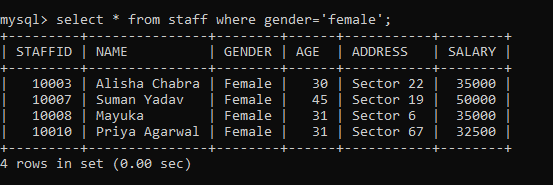 mysql> select * from staff where gender='female';
+---------+---------------+--------+------+-----------+--------+
| STAFFID | NAME          | GENDER | AGE  | ADDRESS   | SALARY |
+---------+---------------+--------+------+-----------+--------+
|   10003 | Alisha Chabra | Female |   30 | Sector 22 |  35000 |
|   10007 | Suman Yadav   | Female |   45 | Sector 19 |  50000 |
|   10008 | Mayuka        | Female |   31 | Sector 6  |  35000 |
|   10010 | Priya Agarwal | Female |   31 | Sector 67 |  32500 |
+---------+---------------+--------+------+-----------+--------+
4 rows in set (0.00 sec)